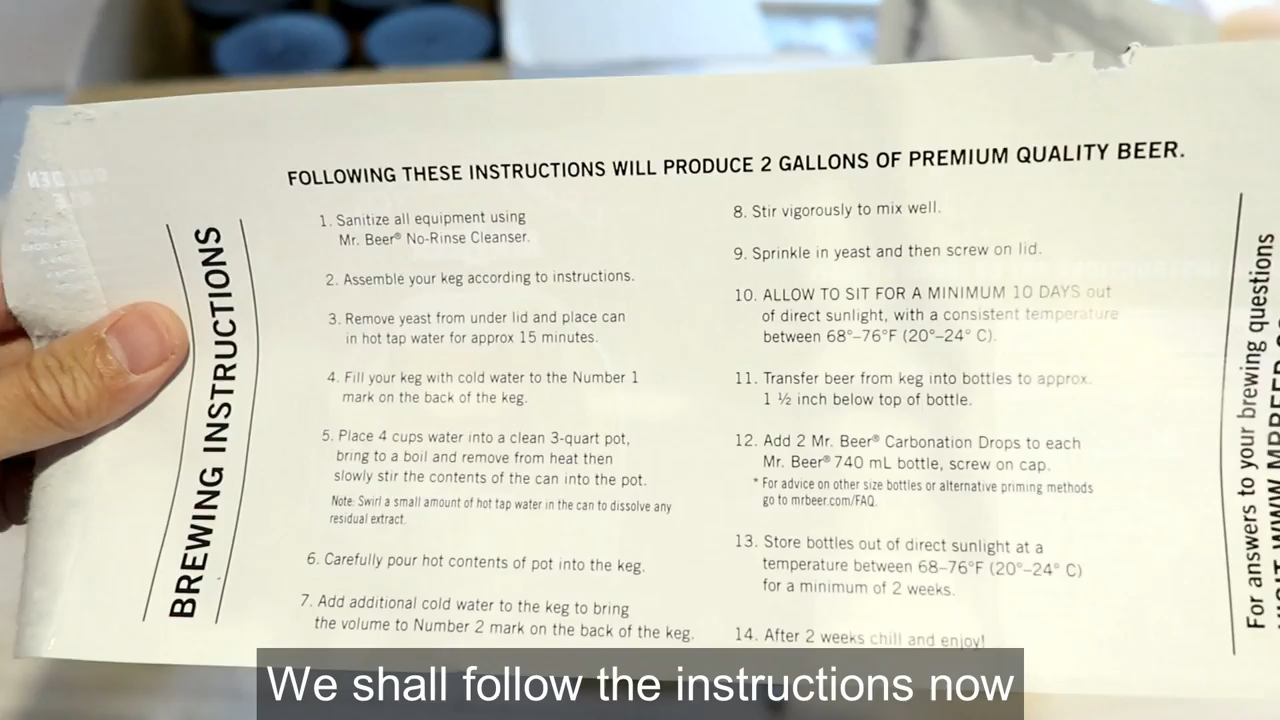 FOLLOWING THESE INSTRUCTIONS WILL PRODUCE 2 GALLONS OF PREMIUM QUALITY BEER.
BREWING INSTRUCTIONS
1. Sanitize all equipment using
Mr. Beer® No-Rinse Cleanser.
2. Assemble your keg according to instructions.
3. Remove yeast from under lid and place can
in hot tap water for approx 15 minutes.
4. Fill your keg with cold water to the Number 1
mark on the back of the keg.
5. Place 4 cups water into a clean 3-quart pot,
bring to a boil and remove from heat then
slowly stir the contents of the can into the pot.
Note: Swirl a small amount of hot tap water in the can to dissolve any
residual extract.
6. Carefully pour hot contents of pot into the keg.
7. Add additional cold water to the keg to bring
the volume to Number 2 mark on the back of the keg.
8. Stir vigorously to mix well.
9. Sprinkle in yeast and then screw on lid.
10. ALLOW TO SIT FOR A MINIMUM 10 DAYS out
of direct sunlight, with a consistent temperature
between 68°–76°F (20°–24° C).
11. Transfer beer from keg into bottles to approx.
1 ½ inch below top of bottle.
12. Add 2 Mr. Beer® Carbonation Drops to each
Mr. Beer® 740 mL bottle, screw on cap.
* For advice on other size bottles or alternative priming methods
go to mrbeer.com/FAQ.
13. Store bottles out of direct sunlight at a
temperature between 68–76°F (20°–24° C)
for a minimum of 2 weeks.
14. After 2 weeks chill and enjoy!
For answers to your brewing questions
We shall follow the instructions now